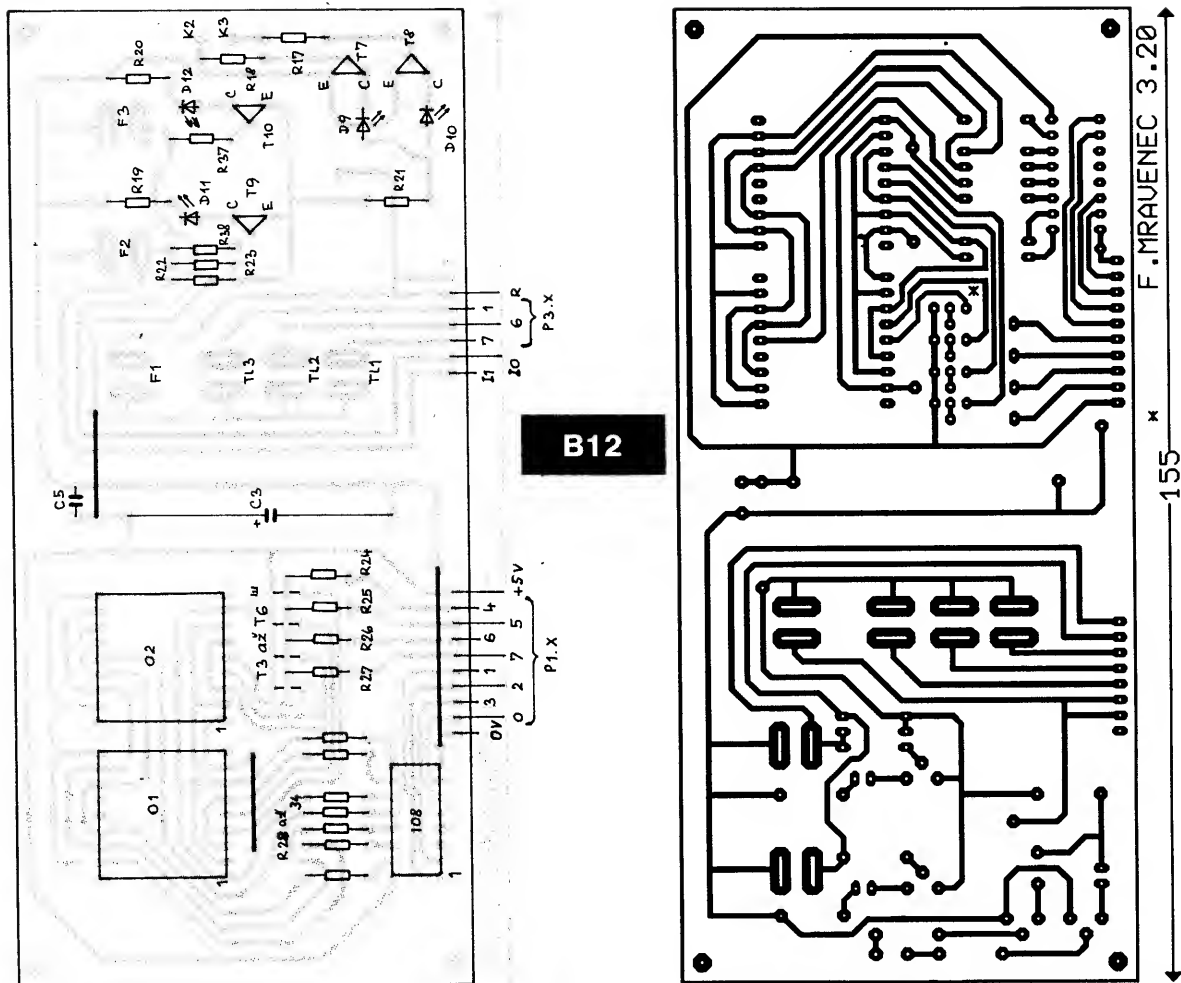 K2
K3
R20
D12
R18
R17
T7
T8
E
C
E
C
F3
C
E
T10
R37
D9
D10
R19
D11
C
T9
E
R21
F2
R38
R22
R23
R
1
6
7
P3.X
I0
I1
F1
TL3
TL2
TL1
C5
+
C3
B12
O2
1
T3 až T6
E
R24
R25
R26
R27
+5V
4
5
6
7
1
2
3
0
0V
P1.X
O1
1
R28 až 34
IO8
1
F.MRAVENEC 3.20
*
*
155